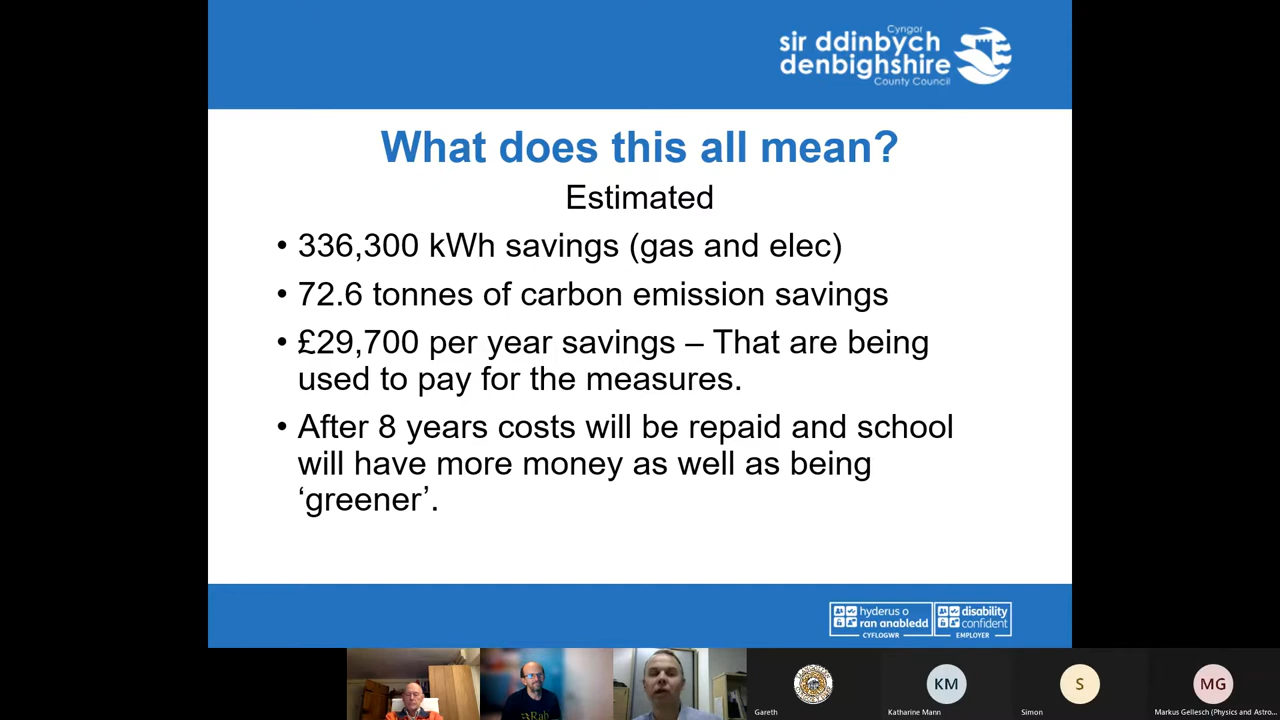 Cyngor
sir ddinbych
denbighshire
County Council
What does this all mean?
Estimated
• 336,300 kWh savings (gas and elec)
• 72.6 tonnes of carbon emission savings
• £29,700 per year savings – That are being
used to pay for the measures.
• After 8 years costs will be repaid and school
will have more money as well as being
‘greener’.
hyderus o
ran anabledd
CYFLOGWR
disability
confident
EMPLOYER
KM
S
MG
Gareth
Katharine Mann
Simon
Markus Gellesch (Physics and Astro...